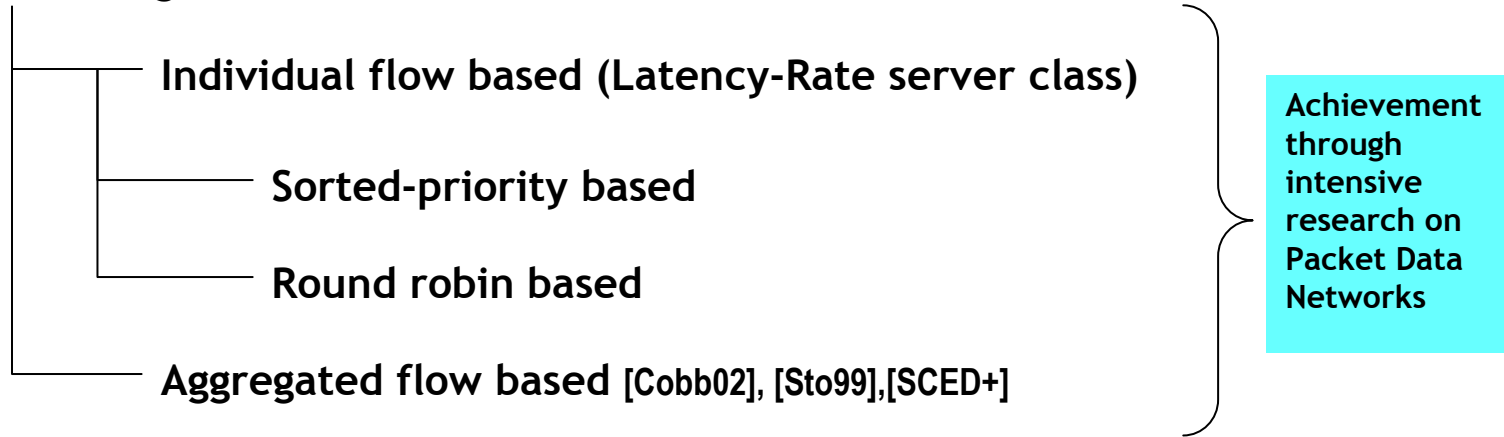 Individual flow based (Latency-Rate server class)
Sorted-priority based
Round robin based
Aggregated flow based [Cobb02], [Sto99],[SCED+]
Achievement
through
intensive
research on
Packet Data
Networks